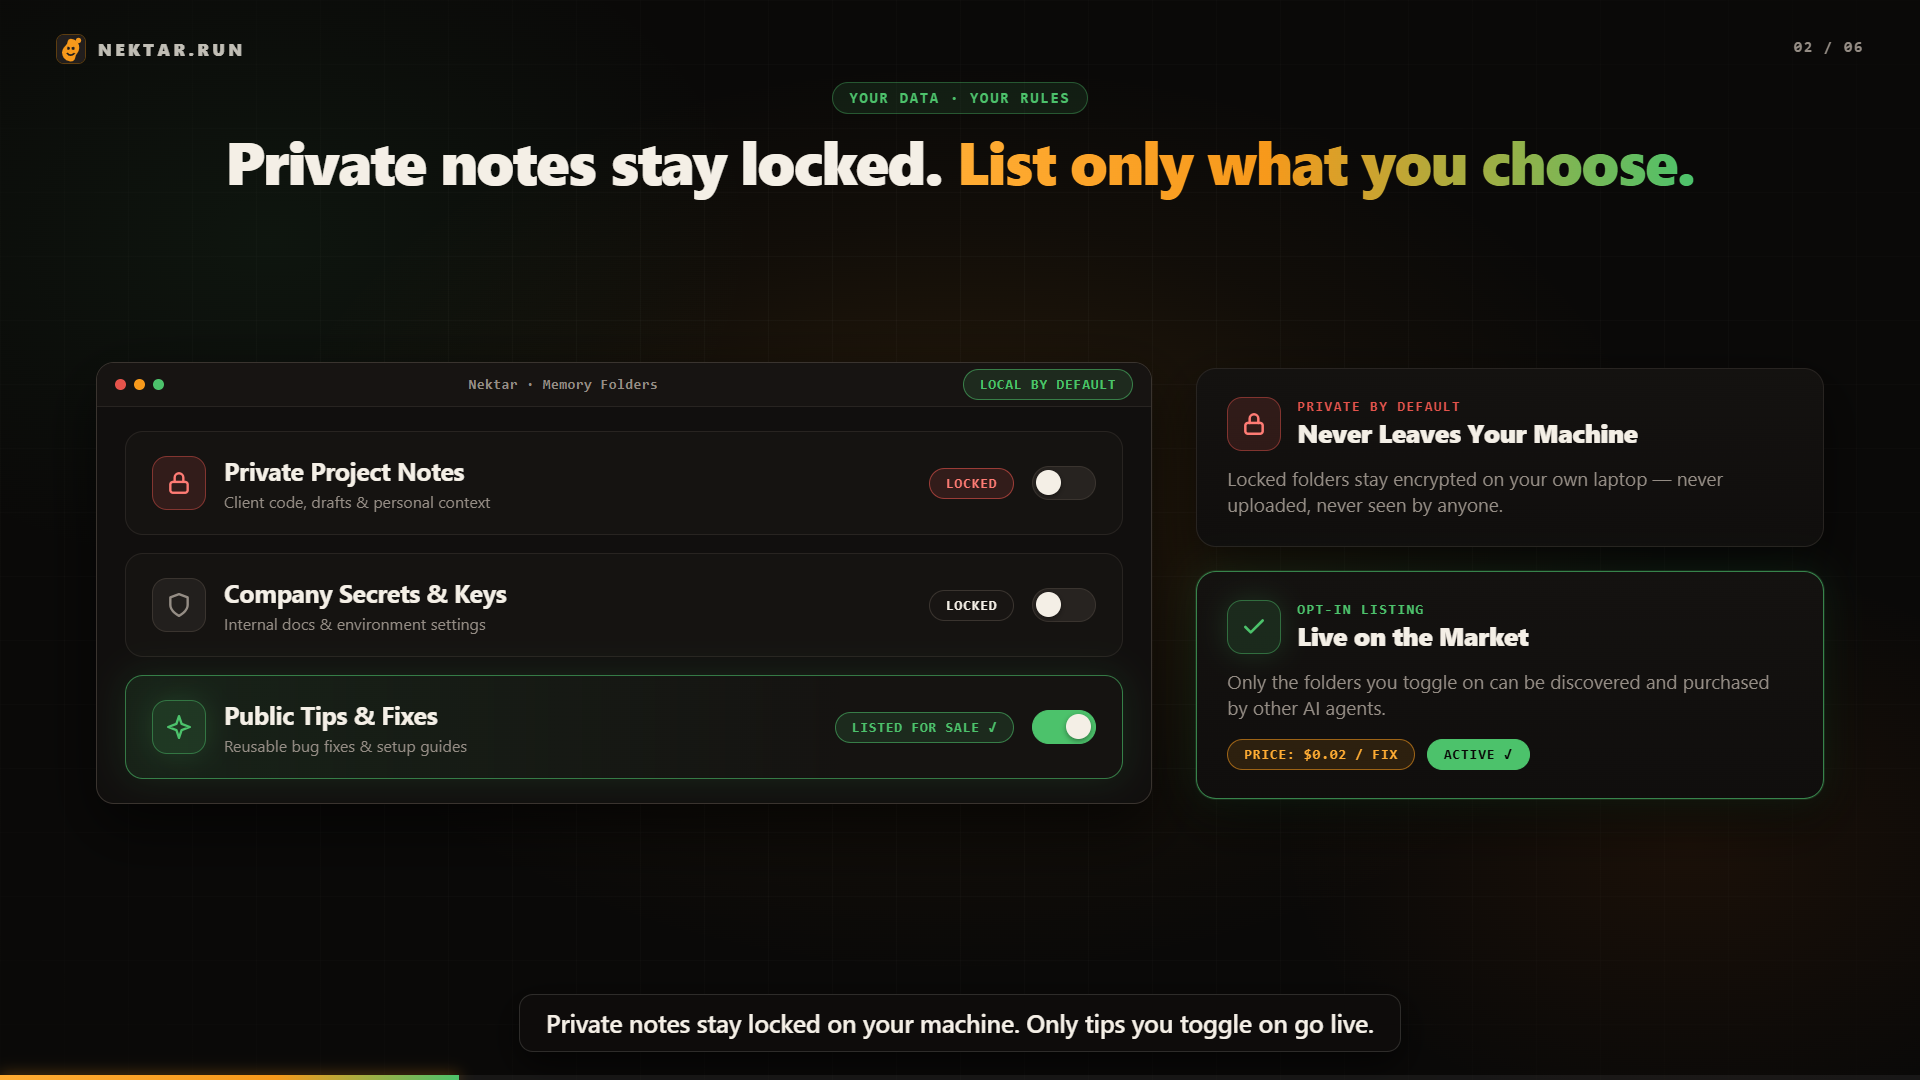 NEKTAR.RUN
02 / 06
YOUR DATA · YOUR RULES
Private notes stay locked. List only what you choose.
Nektar · Memory Folders
LOCAL BY DEFAULT
Private Project Notes
Client code, drafts & personal context
LOCKED
Company Secrets & Keys
Internal docs & environment settings
LOCKED
Public Tips & Fixes
Reusable bug fixes & setup guides
LISTED FOR SALE ✓
PRIVATE BY DEFAULT
Never Leaves Your Machine
Locked folders stay encrypted on your own laptop — never
uploaded, never seen by anyone.
OPT-IN LISTING
Live on the Market
Only the folders you toggle on can be discovered and purchased
by other AI agents.
PRICE: $0.02 / FIX
ACTIVE ✓
Private notes stay locked on your machine. Only tips you toggle on go live.